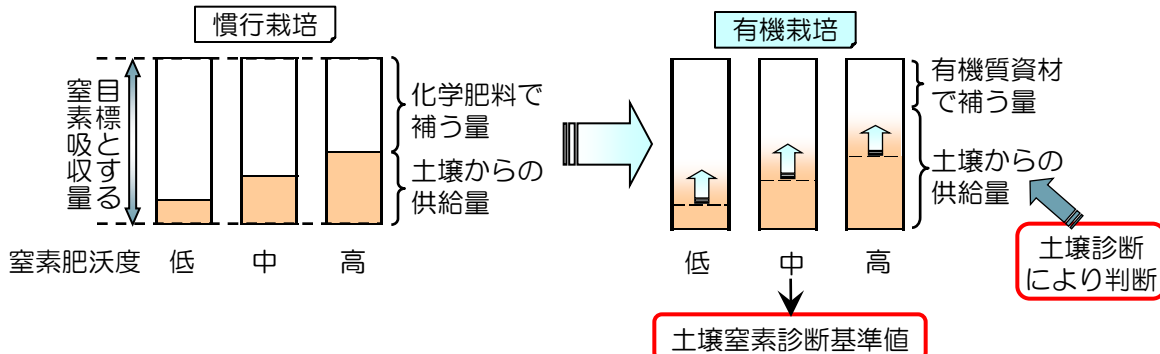 慣行栽培
目標とする
窒素吸収量
化学肥料で
補う量
土壌からの
供給量
窒素肥沃度 低 中 高
有機栽培
有機質資材
で補う量
土壌からの
供給量
低 中 高
土壌診断
により判断
土壌窒素診断基準値